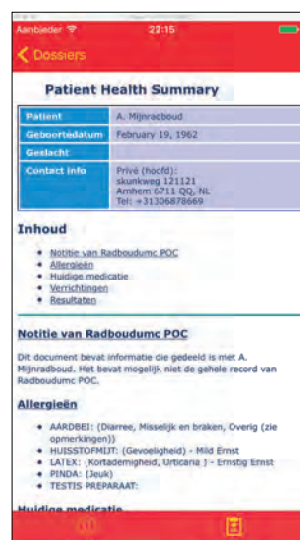 Aanbieder 22:15
Dossiers
Patient Health Summary
Patient A. Mijnracboud
Geboortedatum February 19, 1962
Geslacht
Contact Info Privé (hoofd):
skunkweg 121121
Arnhem 6711 QQ, NL
Tel: +31306878669
Inhoud
• Notitie van Radboudumc POC
• Allergieën
• Huidige medicatie
• Verrichtingen
• Resultaten
Notitie van Radboudumc POC
Dit document bevat informatie die gedeeld is met A.
Mijnradboud. Het bevat mogelijk niet de gehele record van
Radboudumc POC.
Allergieën
• AARDBEI: (Diarree, Misselijk en braken, Overig (zie
opmerkingen))
• HUISSTOFMIJT: (Gevoeligheid) - Mild Ernst
• LATEX: (Kortademigheid, Urticaria ) - Ernstig Ernst
• PINDA: (Jeuk)
• TESTIS PREPARAAT:
Huidige medicatie